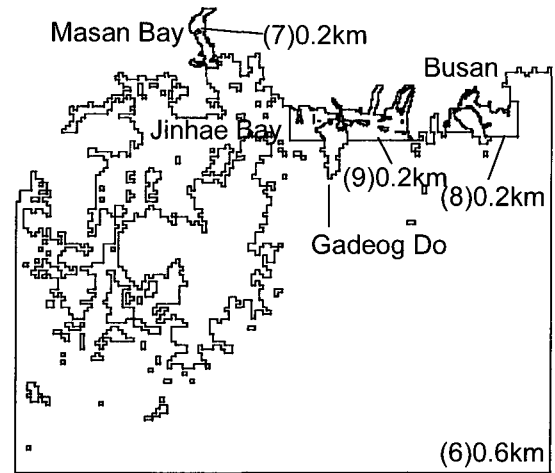 Masan Bay
(7)0.2km
Busan
Jinhae Bay
(9)0.2km
(8)0.2km
Gadeog Do
(6)0.6km